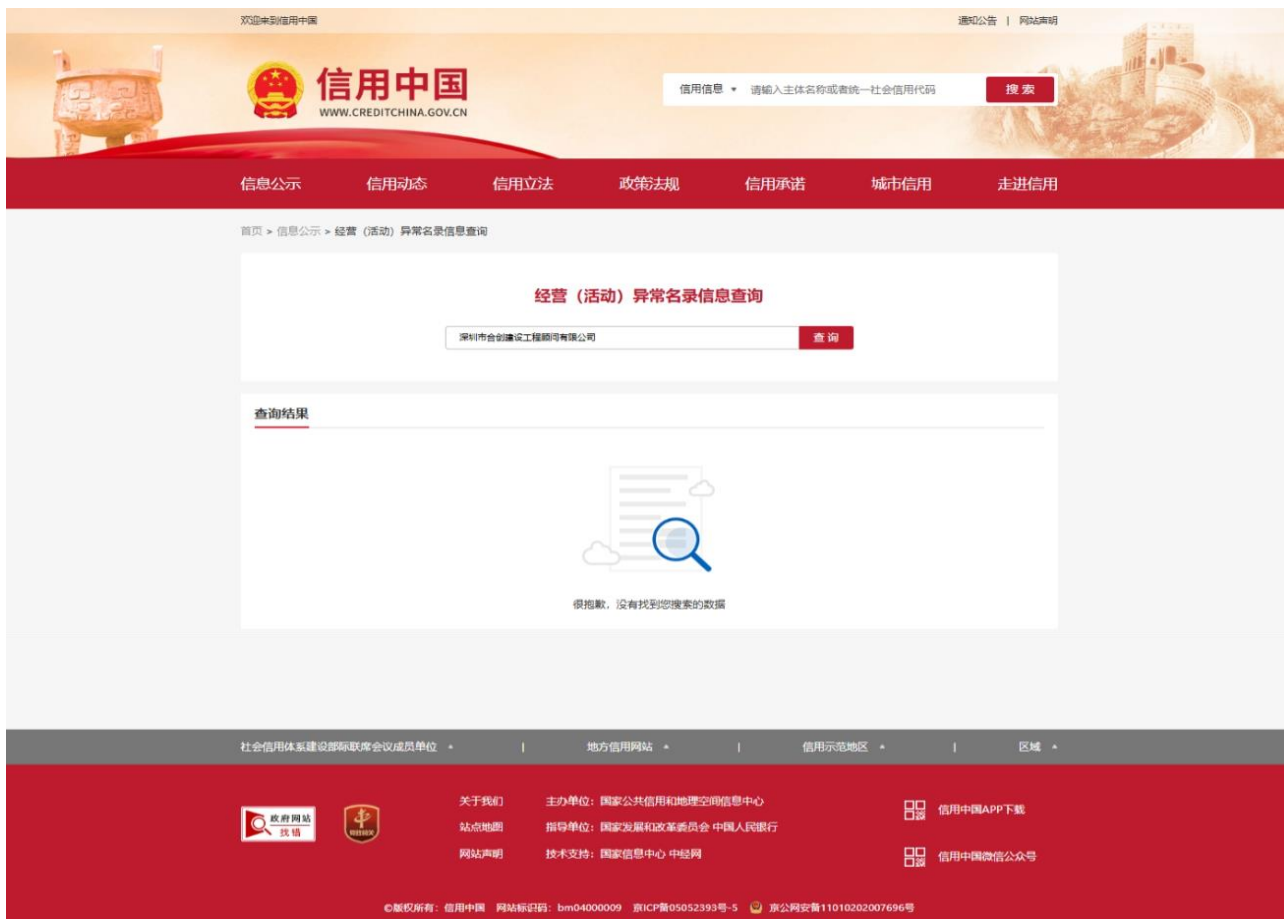 欢迎来到信用中国
通知公告 | 网站声明
信用中国
WWW.CREDITCHINA.GOV.CN
信用信息 请输入主体名称或者统一社会信用代码 搜索
信息公示 信用动态 信用立法 政策法规 信用承诺 城市信用 走进信用
首页 > 信息公示 > 经营（活动）异常名录信息查询
经营（活动）异常名录信息查询
深圳市合创建设工程顾问有限公司 查询
查询结果
很抱歉，没有找到您搜索的数据
社会信用体系建设部际联席会议成员单位 | 地方信用网站 | 信用示范地区 | 区域
政府网站
找错
关于我们 主办单位：国家公共信用和地理空间信息中心
站点地图 指导单位：国家发展和改革委员会 中国人民银行
网站声明 技术支持：国家信息中心 中经网
信用中国APP下载
信用中国微信公众号
©版权所有：信用中国 网站标识码：bm04000009 京ICP备05052393号-5 京公网安备11010202007696号